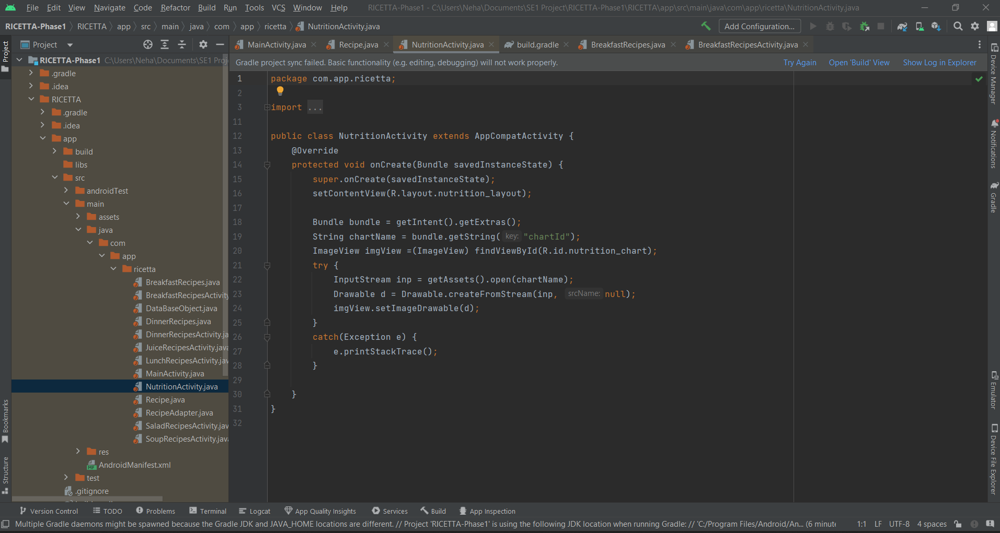 File Edit View Navigate Code Refactor Build Run Tools VCS Window Help RICETTA-Phase1 - C:\Users\Neha\Documents\SE1 Project\RICETTA-Phase1\RICETTA\app\src\main\java\com\app\ricetta\NutritionActivity.java
RICETTA-Phase1 RICETTA app src main java com app ricetta NutritionActivity.java Add Configuration...
Project
MainActivity.java Recipe.java NutritionActivity.java build.gradle BreakfastRecipes.java BreakfastRecipesActivity.java
Gradle project sync failed. Basic functionality (e.g. editing, debugging) will not work properly. Try Again Open 'Build' View Show Log in Explorer
RICETTA-Phase1 C:\Users\Neha\Documents\SE1 Proj
.gradle
.idea
RICETTA
.gradle
.idea
app
build
libs
src
androidTest
main
assets
java
com
app
ricetta
BreakfastRecipes.java
BreakfastRecipesActivity
DataBaseObject.java
DinnerRecipes.java
DinnerRecipesActivity.ja
JuiceRecipesActivity.java
LunchRecipesActivity.jav
MainActivity.java
NutritionActivity.java
Recipe.java
RecipeAdapter.java
SaladRecipesActivity.jav
SoupRecipesActivity.java
res
AndroidManifest.xml
test
.gitignore
1 package com.app.ricetta;
2
3 import ...
11
12 public class NutritionActivity extends AppCompatActivity {
13 @Override
14 protected void onCreate(Bundle savedInstanceState) {
15 super.onCreate(savedInstanceState);
16 setContentView(R.layout.nutrition_layout);
17
18 Bundle bundle = getIntent().getExtras();
19 String chartName = bundle.getString( key: "chartId");
20 ImageView imgView =(ImageView) findViewById(R.id.nutrition_chart);
21 try {
22 InputStream inp = getAssets().open(chartName);
23 Drawable d = Drawable.createFromStream(inp, srcName: null);
24 imgView.setImageDrawable(d);
25 }
26 catch(Exception e) {
27 e.printStackTrace();
28 }
29
30 }
31 }
32
Project
Bookmarks
Structure
Device Manager
Notifications
Gradle
Emulator
Device File Explorer
Version Control TODO Problems Terminal Logcat App Quality Insights Services Build App Inspection
Multiple Gradle daemons might be spawned because the Gradle JDK and JAVA_HOME locations are different. // Project 'RICETTA-Phase1' is using the following JDK location when running Gradle: // 'C:/Program Files/Android/An... (6 minute 1:1 LF UTF-8 4 spaces